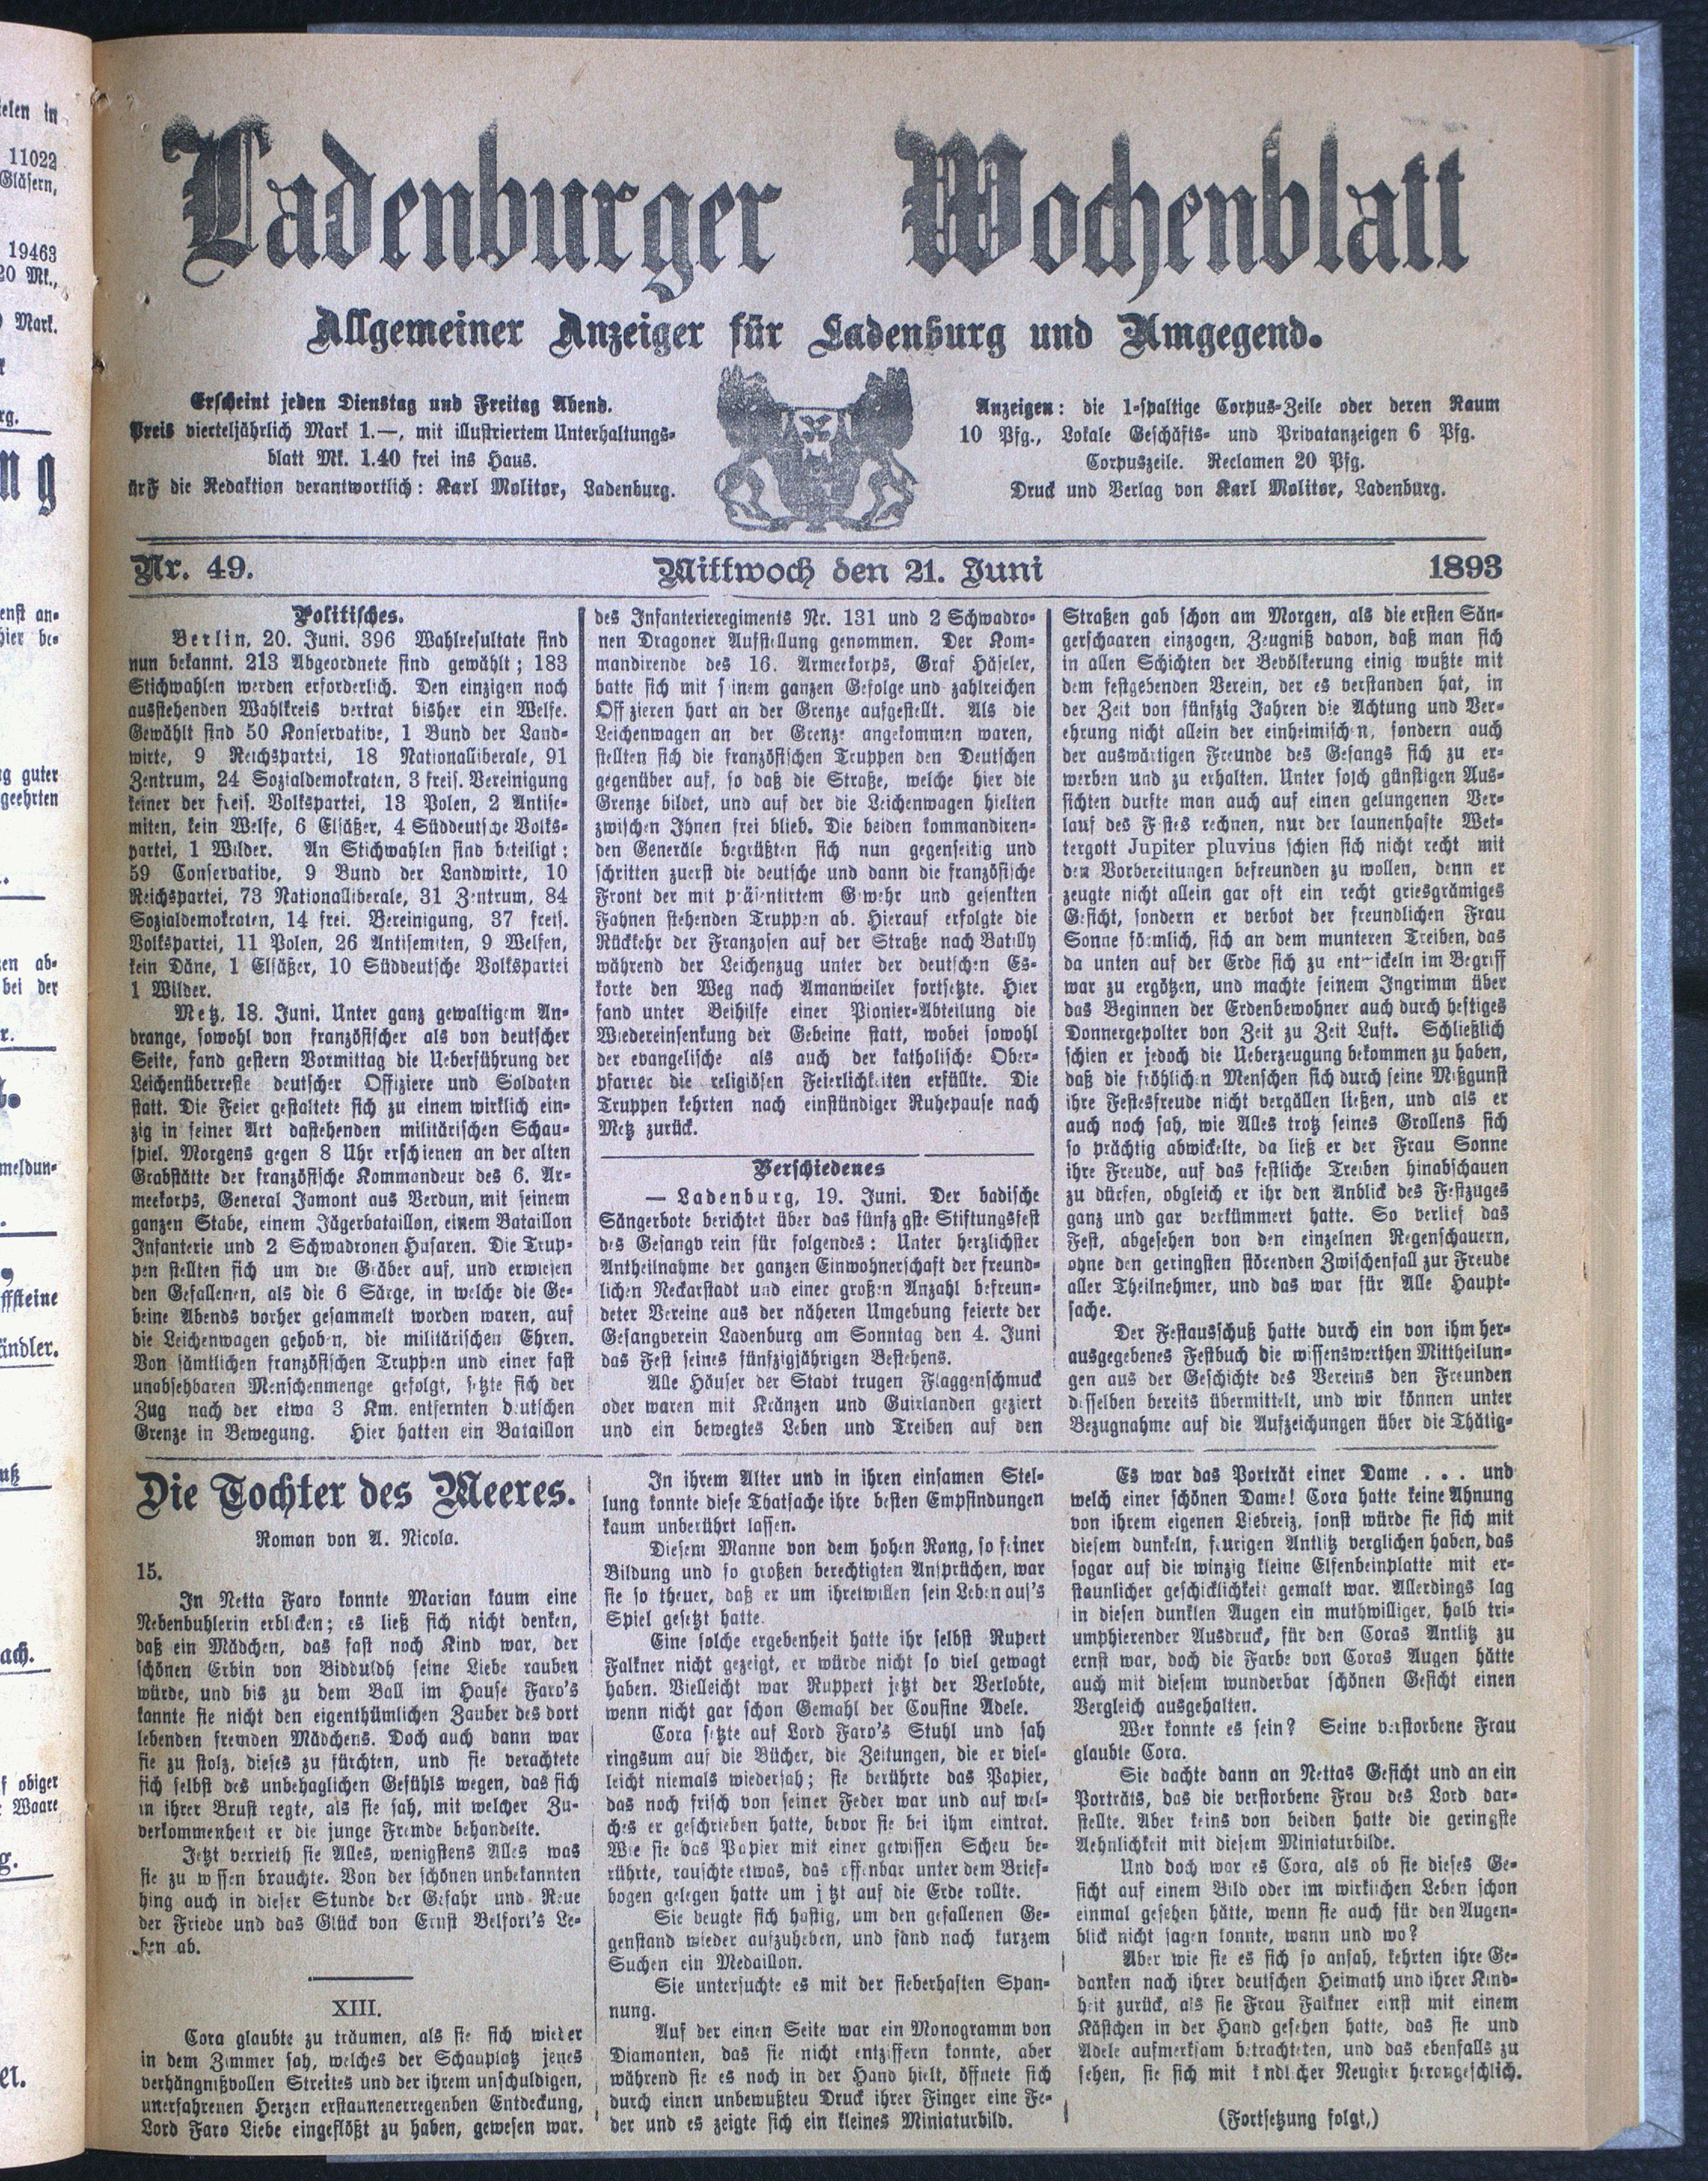 Ladenburger Wochenblatt
Allgemeiner Anzeiger für Ladenburg und Umgegend.
Erscheint jeden Dienstag und Freitag Abend.
Preis vierteljährlich Mark 1.—, mit illustriertem Unterhaltungs-
blatt Mk. 1.40 frei ins Haus.
ürF die Redaktion verantwortlich: Karl Molitor, Ladenburg.
Anzeigen: die 1-spaltige Corpus-Zeile oder deren Raum
10 Pfg., Lokale Geschäfts- und Privatanzeigen 6 Pfg.
Corpuszeile. Reclamen 20 Pfg.
Druck und Verlag von Karl Molitor, Ladenburg.
Nr. 49. Mittwoch den 21. Juni 1893
Politisches.
Berlin, 20. Juni. 396 Wahlresultate sind
nun bekannt. 213 Abgeordnete sind gewählt; 183
Stichwahlen werden erforderlich. Den einzigen noch
ausstehenden Wahlkreis vertrat bisher ein Welfe.
Gewählt sind 50 Konservative, 1 Bund der Land-
wirte, 9 Reichspartei, 18 Nationalliberale, 91
Zentrum, 24 Sozialdemokraten, 3 freis. Vereinigung
keiner der freis. Volkspartei, 13 Polen, 2 Antise-
miten, kein Welfe, 6 Elsäßer, 4 Süddeutsche Volks-
partei, 1 Wilder. An Stichwahlen sind beteiligt:
59 Conservative, 9 Bund der Landwirte, 10
Reichspartei, 73 Nationalliberale, 31 Zentrum, 84
Sozialdemokraten, 14 frei. Vereinigung, 37 freis.
Volkspartei, 11 Polen, 26 Antisemiten, 9 Welfen,
kein Däne, 1 Elsäßer, 10 Süddeutsche Volkspartei
1 Wilder.
Metz, 18. Juni. Unter ganz gewaltigem An-
drange, sowohl von französischer als von deutscher
Seite, fand gestern Vormittag die Ueberführung der
Leichenüberreste deutscher Offiziere und Soldaten
statt. Die Feier gestaltete sich zu einem wirklich ein-
zig in seiner Art dastehenden militärischen Schau-
spiel. Morgens gegen 8 Uhr erschienen an der alten
Grabstätte der französische Kommandeur des 6. Ar-
meekorps, General Jamont aus Verdun, mit seinem
ganzen Stabe, einem Jägerbataillon, einem Bataillon
Infanterie und 2 Schwadronen Husaren. Die Trup-
pen stellten sich um die Gräber auf, und erwiesen
den Gefallenen, als die 6 Särge, in welche die Ge-
beine Abends vorher gesammelt worden waren, auf
die Leichenwagen gehoben, die militärischen Ehren.
Von sämtlichen französischen Truppen und einer fast
unabsehbaren Menschenmenge gefolgt, setzte sich der
Zug nach der etwa 3 Km. entfernten deutschen
Grenze in Bewegung. Hier hatten ein Bataillon
des Infanterieregiments Nr. 131 und 2 Schwadro-
nen Dragoner Aufstellung genommen. Der Kom-
mandirende des 16. Armeekorps, Graf Häseler,
hatte sich mit s inem ganzen Gefolge und zahlreichen
Off zieren hart an der Grenze aufgestellt. Als die
Leichenwagen an der Grenze angekommen waren,
stellten sich die französischen Truppen den Deutschen
gegenüber auf, so daß die Straße, welche hier die
Grenze bildet, und auf der die Leichenwagen hielten
zwischen Ihnen frei blieb. Die beiden kommandiren-
den Generäle begrüßten sich nun gegenseitig und
schritten zuerst die deutsche und dann die französische
Front der mit präsentirtem Gewehr und gesenkten
Fahnen stehenden Truppen ab. Hierauf erfolgte die
Rückkehr der Franzosen auf der Straße nach Batilly
während der Leichenzug unter der deutschen Es-
korte den Weg nach Amanweiler fortsetzte. Hier
fand unter Beihilfe einer Pionier-Abteilung die
Wiedereinsenkung der Gebeine statt, wobei sowohl
der evangelische als auch der katholische Ober-
pfarrer die religiösen Feierlichkeiten erfüllte. Die
Truppen kehrten nach einstündiger Ruhepause nach
Metz zurück.
Verschiedenes
— Ladenburg, 19. Juni. Der badische
Sängerbote berichtet über das fünfz gste Stiftungsfest
des Gesangv rein für folgendes: Unter herzlichster
Antheilnahme der ganzen Einwohnerschaft der freund-
lichen Neckarstadt und einer großen Anzahl befreun-
deter Vereine aus der näheren Umgebung feierte der
Gesangverein Ladenburg am Sonntag den 4. Juni
das Fest seines fünfzigjährigen Bestehens.
Alle Häuser der Stadt trugen Flaggenschmuck
oder waren mit Kränzen und Guirlanden geziert
und ein bewegtes Leben und Treiben auf den
Straßen gab schon am Morgen, als die ersten Sän-
gerschaaren einzogen, Zeugniß davon, daß man sich
in allen Schichten der Bevölkerung einig wußte mit
dem festgebenden Verein, der es verstanden hat, in
der Zeit von fünfzig Jahren die Achtung und Ver-
ehrung nicht allein der einheimischen, sondern auch
der auswärtigen Freunde des Gesangs sich zu er-
werben und zu erhalten. Unter solch günstigen Aus-
sichten durfte man auch auf einen gelungenen Ver-
lauf des F stes rechnen, nur der launenhafte Wet-
tergott Jupiter pluvius schien sich nicht recht mit
den Vorbereitungen befreunden zu wollen, denn er
zeugte nicht allein gar oft ein recht griesgrämiges
Gesicht, sondern er verbot der freundlichen Frau
Sonne förmlich, sich an dem munteren Treiben, das
da unten auf der Erde sich zu entwickeln im Begriff
war zu ergötzen, und machte seinem Ingrimm über
das Beginnen der Erdenbewohner auch durch heftiges
Donnergepolter von Zeit zu Zeit Luft. Schließlich
schien er jedoch die Ueberzeugung bekommen zu haben,
daß die fröhlichen Menschen sich durch seine Mißgunst
ihre Festesfreude nicht vergällen ließen, und als er
auch noch sah, wie Alles trotz seines Grollens sich
so prächtig abwickelte, da ließ er der Frau Sonne
ihre Freude, auf das festliche Treiben hinabschauen
zu dürfen, obgleich er ihr den Anblick des Festzuges
ganz und gar verkümmert hatte. So verlief das
Fest, abgesehen von den einzelnen Regenschauern,
ohne den geringsten störenden Zwischenfall zur Freude
aller Theilnehmer, und das war für Alle Haupt-
sache.
Der Festausschuß hatte durch ein von ihm her-
ausgegebenes Festbuch die wissenswerthen Mittheilun-
gen aus der Geschichte des Vereins den Freunden
desselben bereits übermittelt, und wir können unter
Bezugnahme auf die Aufzeichungen über die Thätig-
Die Tochter des Meeres.
Roman von A. Nicola.
15.
In Netta Faro konnte Marian kaum eine
Nebenbuhlerin erblicken; es ließ sich nicht denken,
daß ein Mädchen, das fast noch Kind war, der
schönen Erbin von Bidduldh seine Liebe rauben
würde, und bis zu dem Ball im Hause Faro's
kannte sie nicht den eigenthümlichen Zauber des dort
lebenden fremden Mädchens. Doch auch dann war
sie zu stolz, dieses zu fürchten, und sie verachtete
sich selbst des unbehaglichen Gefühls wegen, das sich
in ihrer Brust regte, als sie sah, mit welcher Zu-
vorkommenheit er die junge Fremde behandelte.
Jetzt verrieth sie Alles, wenigstens Alles was
sie zu wissen brauchte. Von der schönen unbekannten
hing auch in dieser Stunde der Gefahr und Reue
der Friede und das Glück von Ernst Belfort's Le-
ben ab.
XIII.
Cora glaubte zu träumen, als sie sich wieder
in dem Zimmer sah, welches der Schauplatz jenes
verhängnißvollen Streites und der ihrem unschuldigen,
unerfahrenen Herzen erstaunenerregenben Entdeckung,
Lord Faro Liebe eingeflößt zu haben, gewesen war.
In ihrem Alter und in ihren einsamen Stel-
lung konnte diese Thatsache ihre besten Empfindungen
kaum unberührt lassen.
Diesem Manne von dem hohen Rang, so feiner
Bildung und so großen berechtigten Ansprüchen, war
sie so theuer, daß er um ihretwillen sein Leben auf's
Spiel gesetzt hatte.
Eine solche ergebenheit hatte ihr selbst Rupert
Falkner nicht gezeigt, er würde nicht so viel gewagt
haben. Vielleicht war Ruppert jetzt der Verlobte,
wenn nicht gar schon Gemahl der Cousine Adele.
Cora setzte auf Lord Faro's Stuhl und sah
ringsum auf die Bücher, die Zeitungen, die er viel-
leicht niemals wiedersah; sie berührte das Papier,
das noch frisch von seiner Feder war und auf wel-
ches er geschrieben hatte, bevor sie bei ihm eintrat.
Wie sie das Papier mit einer gewissen Scheu be-
rührte, rauschte etwas, das offenbar unter dem Brief-
bogen gelegen hatte um j tzt auf die Erde rollte.
Sie beugte sich hastig, um den gefallenen Ge-
genstand wieder aufzuheben, und fand nach kurzem
Suchen ein Medaillon.
Sie untersuchte es mit der fieberhaften Span-
nung.
Auf der einen Seite war ein Monogramm von
Diamanten, das sie nicht entziffern konnte, aber
während sie es noch in der Hand hielt, öffnete sich
durch einen unbewußteu Druck ihrer Finger eine Fe-
der und es zeigte sich ein kleines Miniaturbild.
Es war das Porträt einer Dame . . . und
welch einer schönen Dame! Cora hatte keine Ahnung
von ihrem eigenen Liebreiz, sonst würde sie sich mit
diesem dunkeln, feurigen Antlitz verglichen haben, das
sogar auf die winzig kleine Elfenbeinplatte mit er-
staunlicher geschicklichkeit gemalt war. Allerdings lag
in diesen dunklen Augen ein muthwilliger, halb tri-
umphierender Ausdruck, für den Coras Antlitz zu
ernst war, doch die Farbe von Coras Augen hätte
auch mit diesem wunderbar schönen Gesicht einen
Vergleich ausgehalten.
Wer konnte es sein? Seine verstorbene Frau
glaubte Cora.
Sie dachte dann an Nettas Gesicht und an ein
Porträts, das die verstorbene Frau des Lord dar-
stellte. Aber keins von beiden hatte die geringste
Aehnlichkeit mit diesem Miniaturbilde.
Und doch war es Cora, als ob sie dieses Ge-
sicht auf einem Bild oder im wirklichen Leben schon
einmal gesehen hätte, wenn sie auch für den Augen-
blick nicht sagen konnte, wann und wo?
Aber wie sie es sich so ansah, kehrten ihre Ge-
danken nach ihrer deutschen Heimath und ihrer Kind-
heit zurück, als sie Frau Falkner einst mit einem
Kästchen in der Hand gesehen hatte, das sie und
Adele aufmerksam betrachteten, und das ebenfalls zu
sehen, sie sich mit k ndlicher Neugier herangeschlich.
(Fortsetzung folgt,)